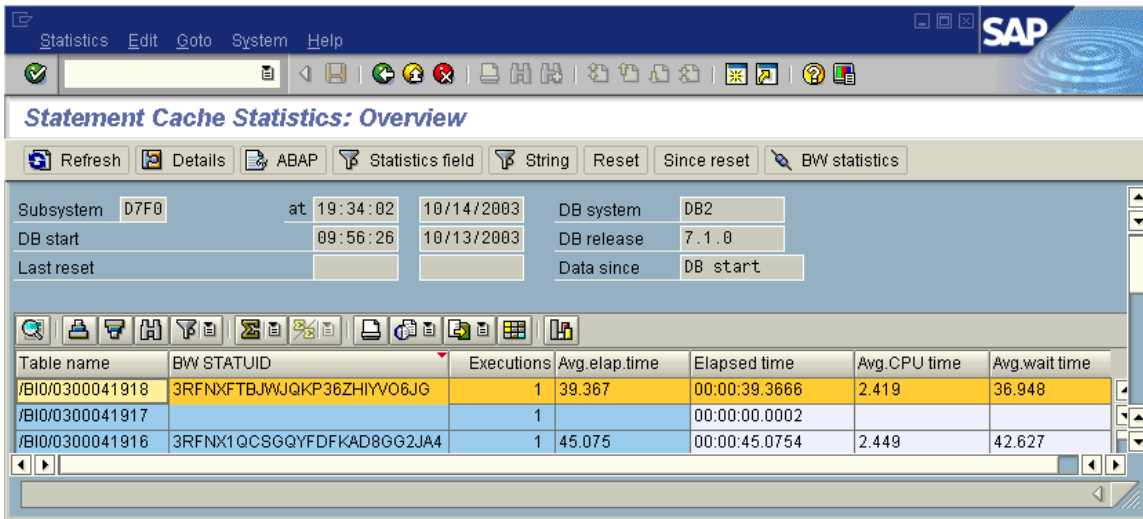 Statistics Edit Goto System Help
SAP
Statement Cache Statistics: Overview
Refresh Details ABAP Statistics field String Reset Since reset BW statistics
Subsystem D7F0 at 19:34:02 10/14/2003 DB system DB2
DB start 09:56:26 10/13/2003 DB release 7.1.0
Last reset Data since DB start
Table name BW STATUID Executions Avg.elap.time Elapsed time Avg.CPU time Avg.wait time
/BI0/0300041918 3RFNXFTBJWJQKP36ZHIYVO6JG 1 39.367 00:00:39.3666 2.419 36.948
/BI0/0300041917 1 00:00:00.0002
/BI0/0300041916 3RFNX1QCSGQYFDFKAD8GG2JA4 1 45.075 00:00:45.0754 2.449 42.627